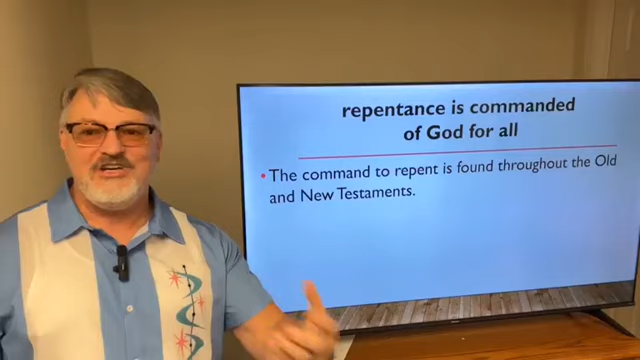 repentance is commanded
of God for all
• The command to repent is found throughout the Old
and New Testaments.